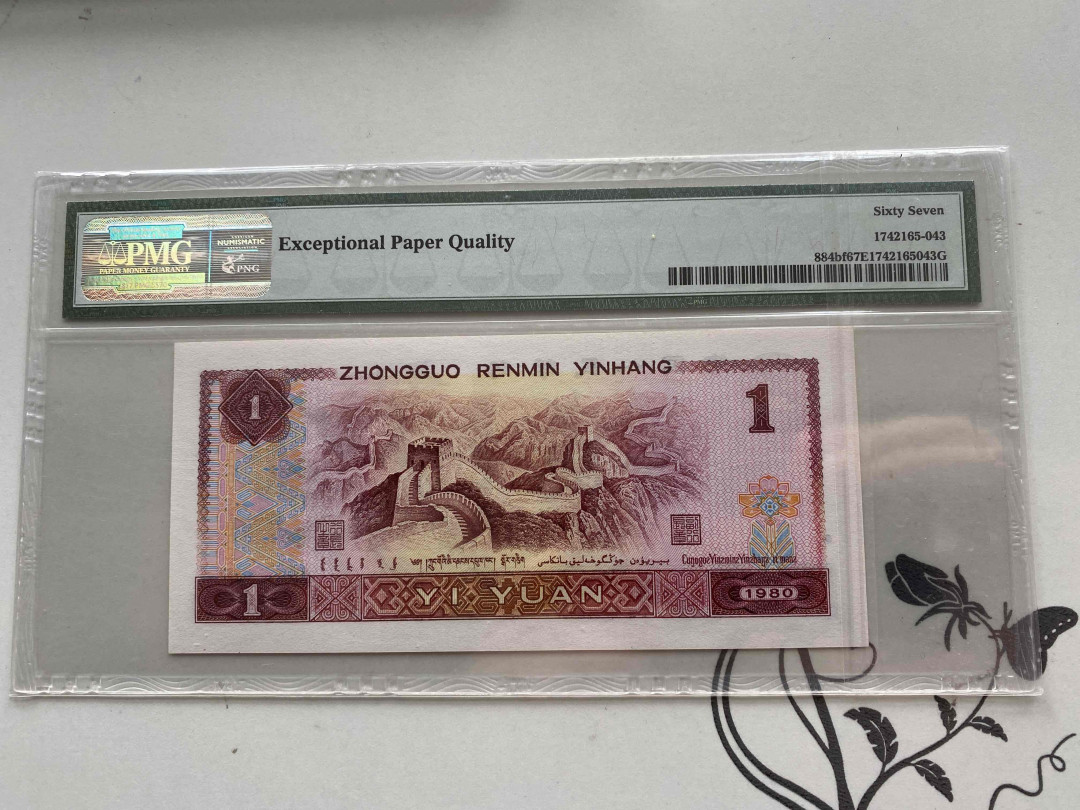 Sixty Seven
PMG
PAPER MONEY GUARANTY
NUMISMATIC
PNG
Exceptional Paper Quality
1742165-043
884bf67E1742165043G
ZHONGGUO RENMIN YINHANG
1
1
1
YI YUAN
1980